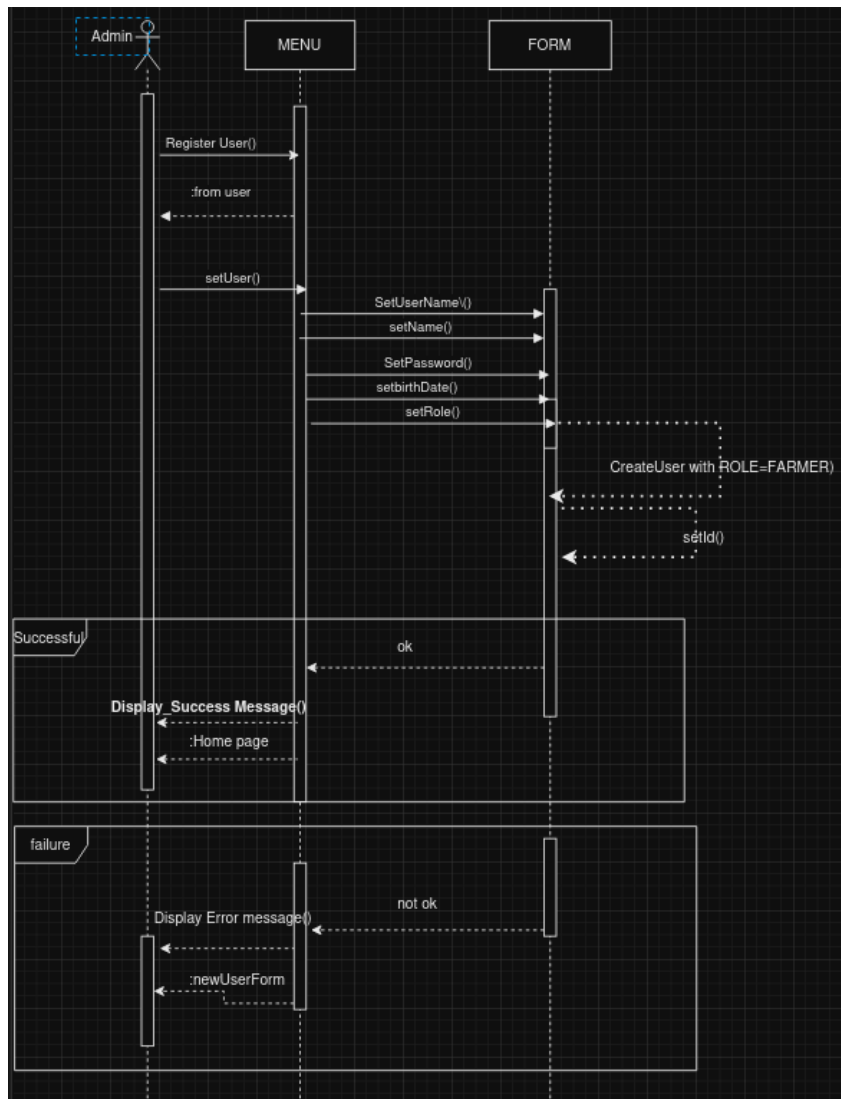 Admin
MENU
FORM
Register User()
:from user
setUser()
SetUserName\()
setName()
SetPassword()
setbirthDate()
setRole()
CreateUser with ROLE=FARMER)
setId()
Successful
ok
Display_Success Message()
:Home page
failure
not ok
Display Error message()
:newUserForm